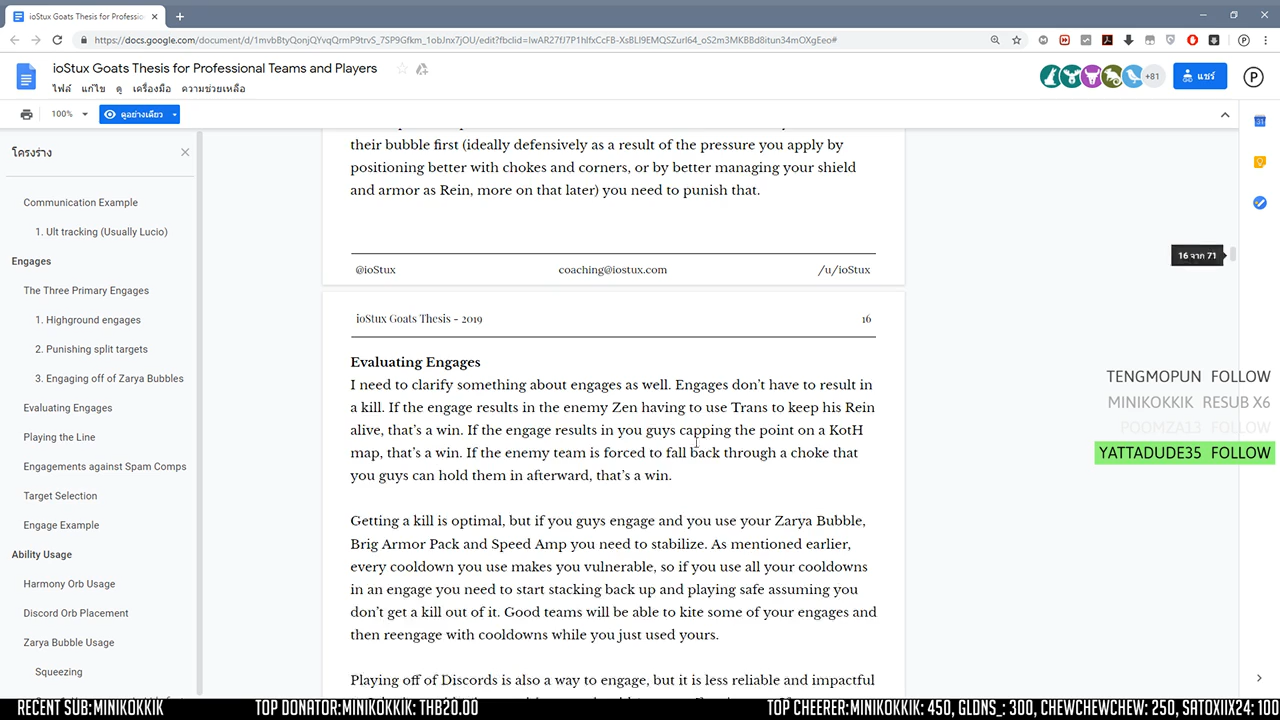 ioStux Goats Thesis for Professio
https://docs.google.com/document/d/1mvbBtyQonjQYvqQrmP9trvS_7SP9Gfkm_1obJnx7jOU/edit?fbclid=IwAR27fJ7P1hlfxCcFB-XsBLI9EMQSZurI64_oS2m3MKBBd8itun34mOXgEeo#
ioStux Goats Thesis for Professional Teams and Players
+81
แชร์
P
ไฟล์ แก้ไข ดู เครื่องมือ ความช่วยเหลือ
100%
ดูอย่างเดียว
โครงร่าง
Communication Example
1. Ult tracking (Usually Lucio)
Engages
The Three Primary Engages
1. Highground engages
2. Punishing split targets
3. Engaging off of Zarya Bubbles
Evaluating Engages
Playing the Line
Engagements against Spam Comps
Target Selection
Engage Example
Ability Usage
Harmony Orb Usage
Discord Orb Placement
Zarya Bubble Usage
Squeezing
their bubble first (ideally defensively as a result of the pressure you apply by
positioning better with chokes and corners, or by better managing your shield
and armor as Rein, more on that later) you need to punish that.
@ioStux coaching@iostux.com /u/ioStux
16 จาก 71
ioStux Goats Thesis - 2019 16
Evaluating Engages
I need to clarify something about engages as well. Engages don't have to result in
a kill. If the engage results in the enemy Zen having to use Trans to keep his Rein
alive, that's a win. If the engage results in you guys capping the point on a KotH
map, that's a win. If the enemy team is forced to fall back through a choke that
you guys can hold them in afterward, that's a win.
Getting a kill is optimal, but if you guys engage and you use your Zarya Bubble,
Brig Armor Pack and Speed Amp you need to stabilize. As mentioned earlier,
every cooldown you use makes you vulnerable, so if you use all your cooldowns
in an engage you need to start stacking back up and playing safe assuming you
don't get a kill out of it. Good teams will be able to kite some of your engages and
then reengage with cooldowns while you just used yours.
Playing off of Discords is also a way to engage, but it is less reliable and impactful
TENGMOPUN FOLLOW
MINIKOKKIK RESUB X6
POOMZA13 FOLLOW
YATTADUDE35 FOLLOW
RECENT SUB:MINIKOKKIK TOP DONATOR:MINIKOKKIK: THB20.00 TOP CHEERER:MINIKOKKIK: 450, GLDNS_: 300, CHEWCHEWCHEW: 250, SATOXIIX24: 100